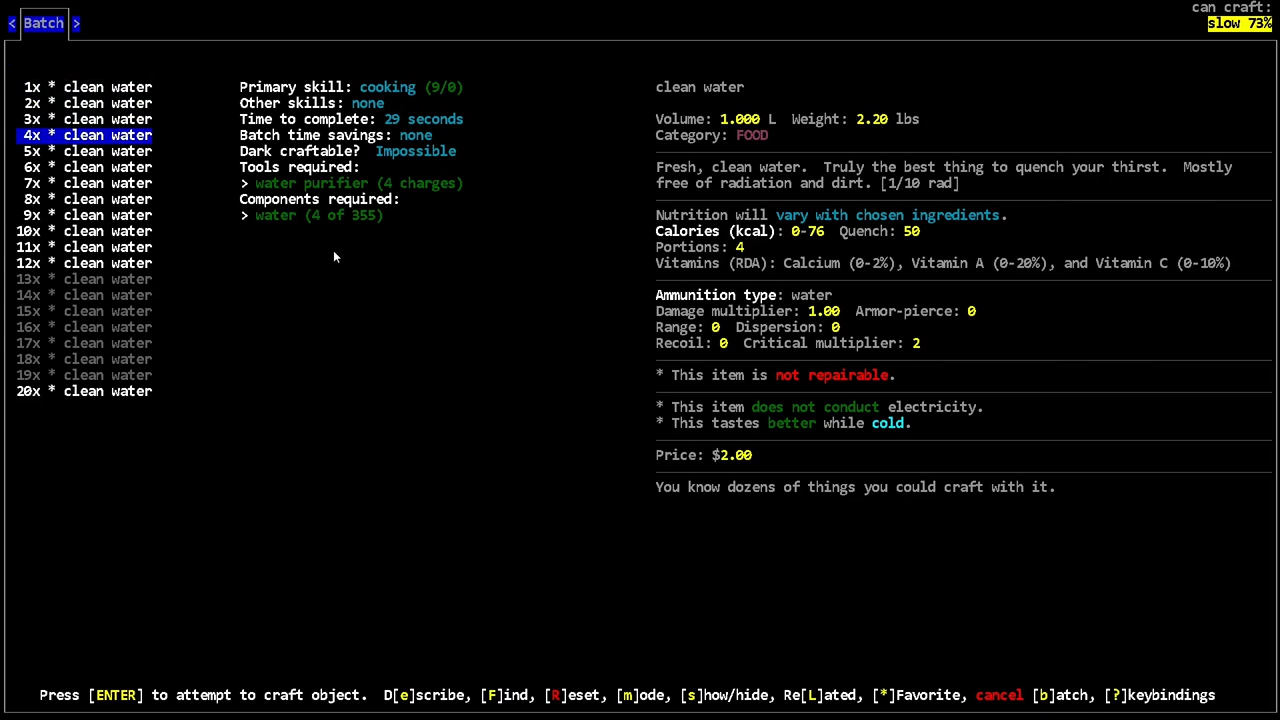 can craft:
< Batch >
slow 73%
1x * clean water
2x * clean water
3x * clean water
4x * clean water
5x * clean water
6x * clean water
7x * clean water
8x * clean water
9x * clean water
10x * clean water
11x * clean water
12x * clean water
13x * clean water
14x * clean water
15x * clean water
16x * clean water
17x * clean water
18x * clean water
19x * clean water
20x * clean water
Primary skill: cooking (9/0)
Other skills: none
Time to complete: 29 seconds
Batch time savings: none
Dark craftable? Impossible
Tools required:
> water purifier (4 charges)
Components required:
> water (4 of 355)
clean water
Volume: 1.000 L Weight: 2.20 lbs
Category: FOOD
Fresh, clean water. Truly the best thing to quench your thirst. Mostly
free of radiation and dirt. [1/10 rad]
Nutrition will vary with chosen ingredients.
Calories (kcal): 0-76 Quench: 50
Portions: 4
Vitamins (RDA): Calcium (0-2%), Vitamin A (0-20%), and Vitamin C (0-10%)
Ammunition type: water
Damage multiplier: 1.00 Armor-pierce: 0
Range: 0 Dispersion: 0
Recoil: 0 Critical multiplier: 2
* This item is not repairable.
* This item does not conduct electricity.
* This tastes better while cold.
Price: $2.00
You know dozens of things you could craft with it.
Press [ENTER] to attempt to craft object. D[e]scribe, [F]ind, [R]eset, [m]ode, [s]how/hide, Re[L]ated, [*]Favorite, cancel [b]atch, [?]keybindings